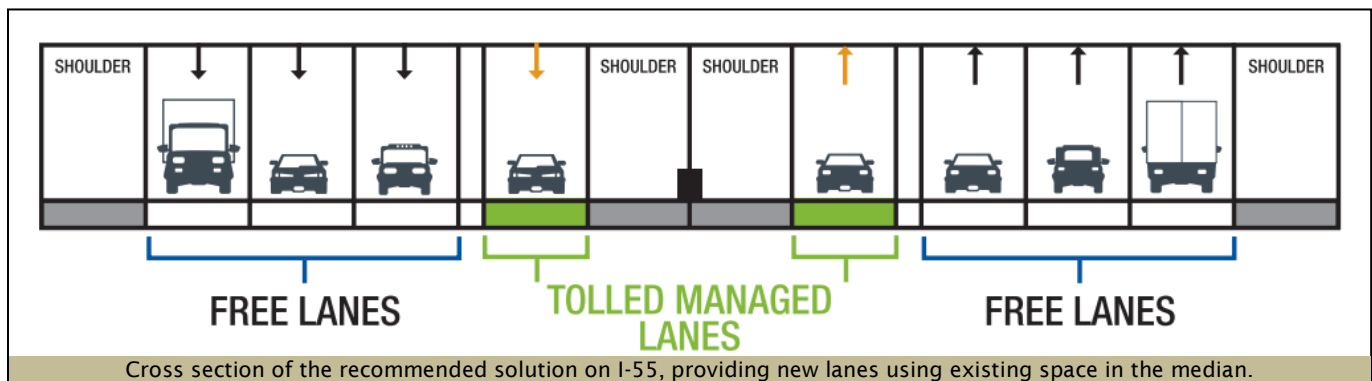 SHOULDER
SHOULDER
SHOULDER
SHOULDER
FREE LANES
TOLLED MANAGED
LANES
FREE LANES
Cross section of the recommended solution on I-55, providing new lanes using existing space in the median.